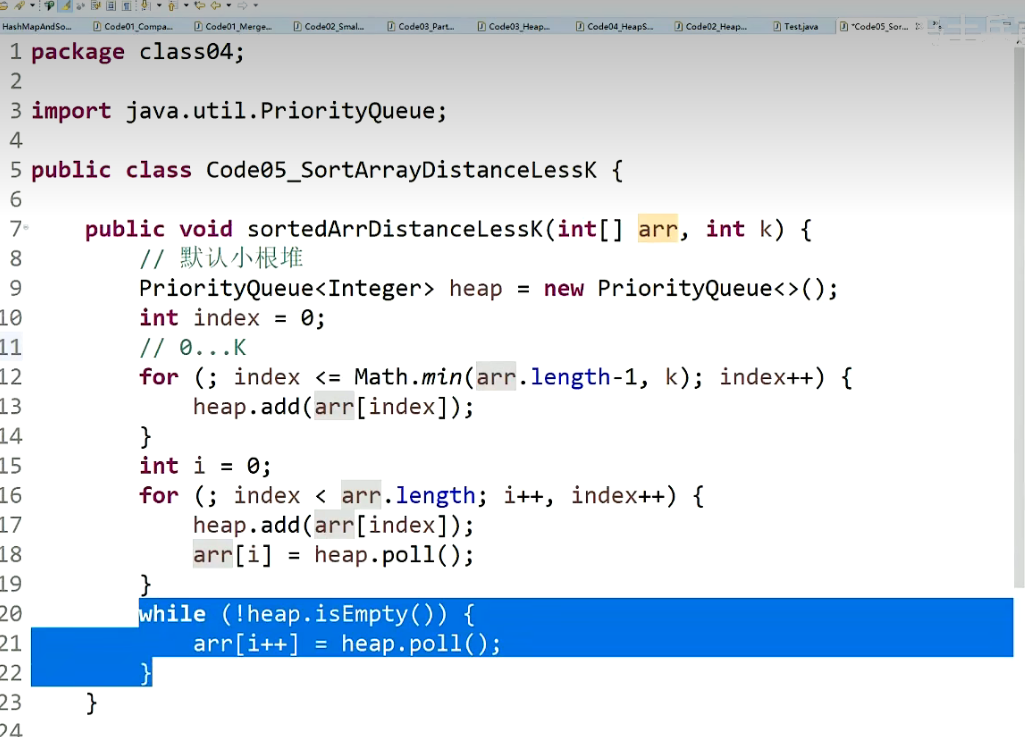 HashMapAndSo... Code01_Compa... Code01_Merge... Code02_Smal... Code03_Part... Code03_Heap... Code04_HeapS... Code02_Heap... Test.java *Code05_Sor...
1 package class04;
2
3 import java.util.PriorityQueue;
4
5 public class Code05_SortArrayDistanceLessK {
6
7 public void sortedArrDistanceLessK(int[] arr, int k) {
8 // 默认小根堆
9 PriorityQueue<Integer> heap = new PriorityQueue<>();
10 int index = 0;
11 // 0...K
12 for (; index <= Math.min(arr.length-1, k); index++) {
13 heap.add(arr[index]);
14 }
15 int i = 0;
16 for (; index < arr.length; i++, index++) {
17 heap.add(arr[index]);
18 arr[i] = heap.poll();
19 }
20 while (!heap.isEmpty()) {
21 arr[i++] = heap.poll();
22 }
23 }
24